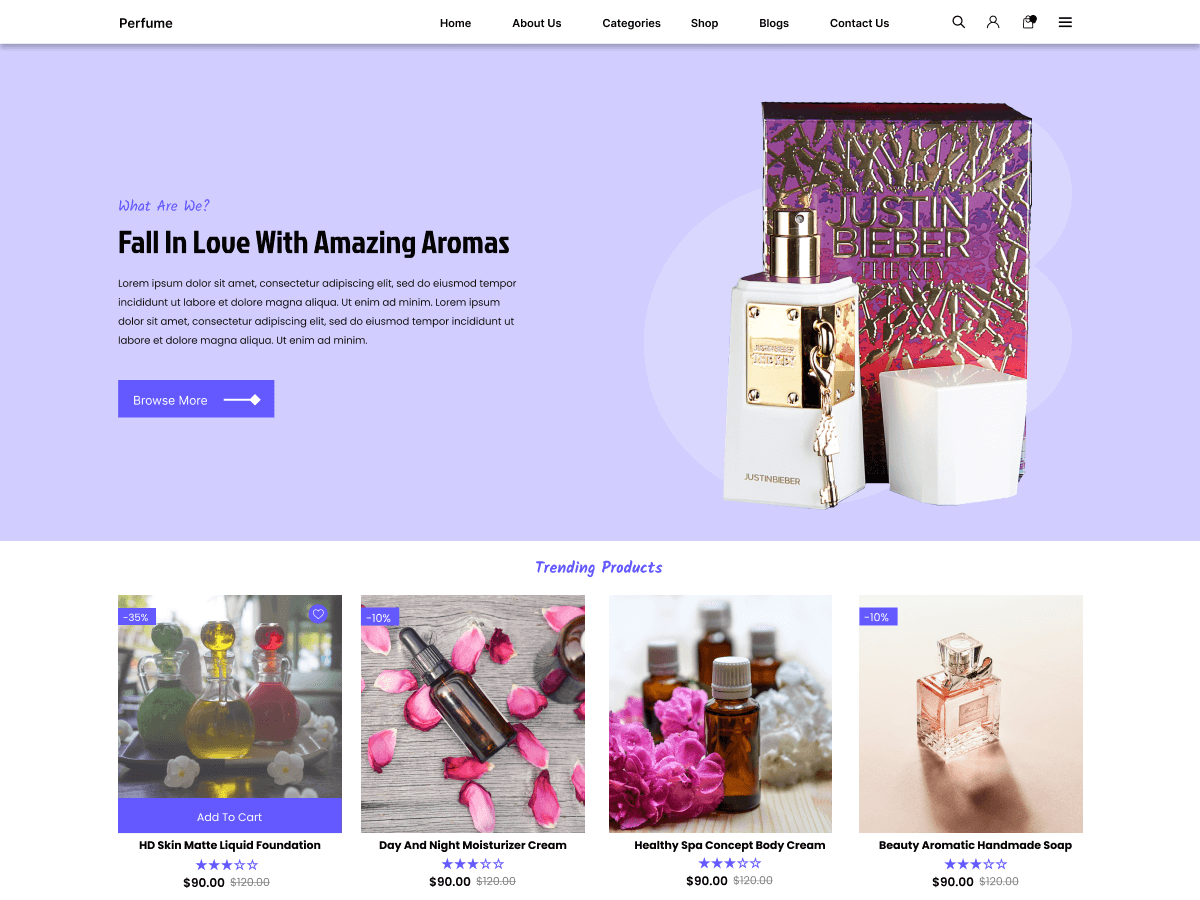 Perfume
Home About Us Categories Shop Blogs Contact Us
What Are We?
Fall In Love With Amazing Aromas
Lorem ipsum dolor sit amet, consectetur adipiscing elit, sed do eiusmod tempor
incididunt ut labore et dolore magna aliqua. Ut enim ad minim. Lorem ipsum
dolor sit amet, consectetur adipiscing elit, sed do eiusmod tempor incididunt ut
labore et dolore magna aliqua. Ut enim ad minim.
Browse More
JUSTIN
BIEBER
THE KEY
JUSTINBIEBER
THE KEY
JUSTINBIEBER
Trending Products
-35%
-10%
-10%
Add To Cart
HD Skin Matte Liquid Foundation
$90.00 $120.00
Day And Night Moisturizer Cream
$90.00 $120.00
Healthy Spa Concept Body Cream
$90.00 $120.00
Beauty Aromatic Handmade Soap
$90.00 $120.00